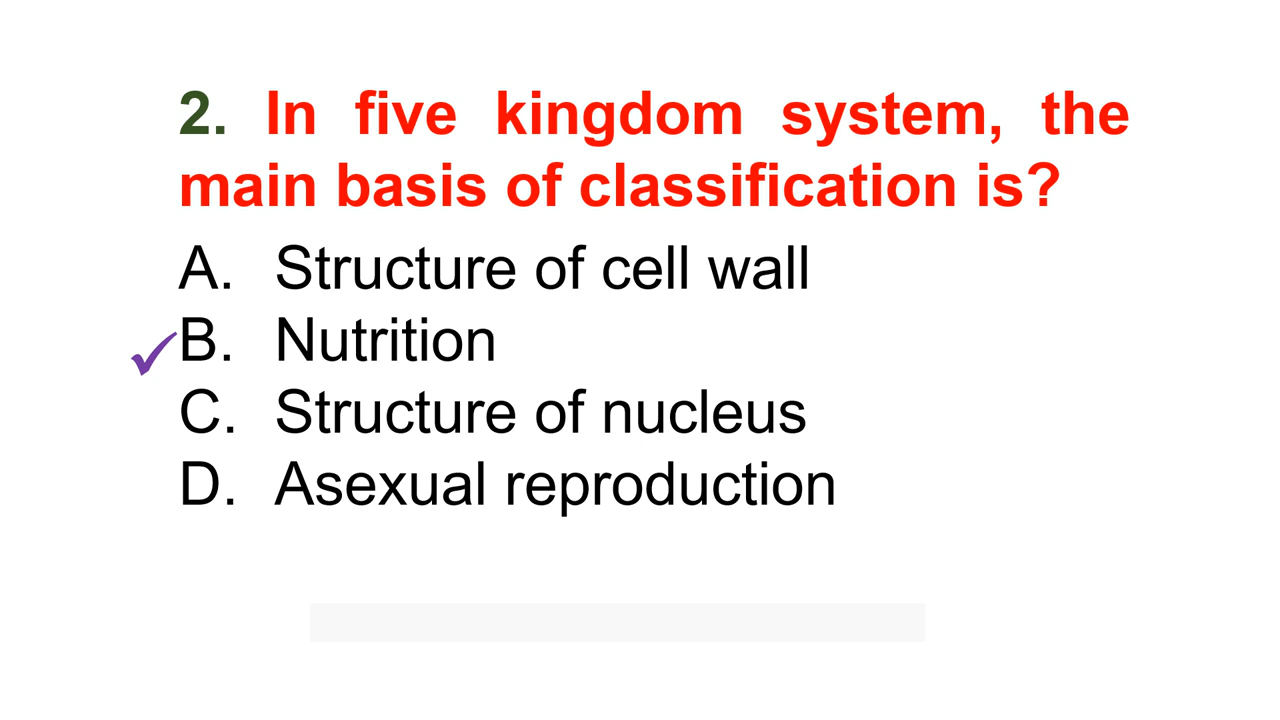 2. In five kingdom system, the
main basis of classification is?
A. Structure of cell wall
B. Nutrition
C. Structure of nucleus
D. Asexual reproduction